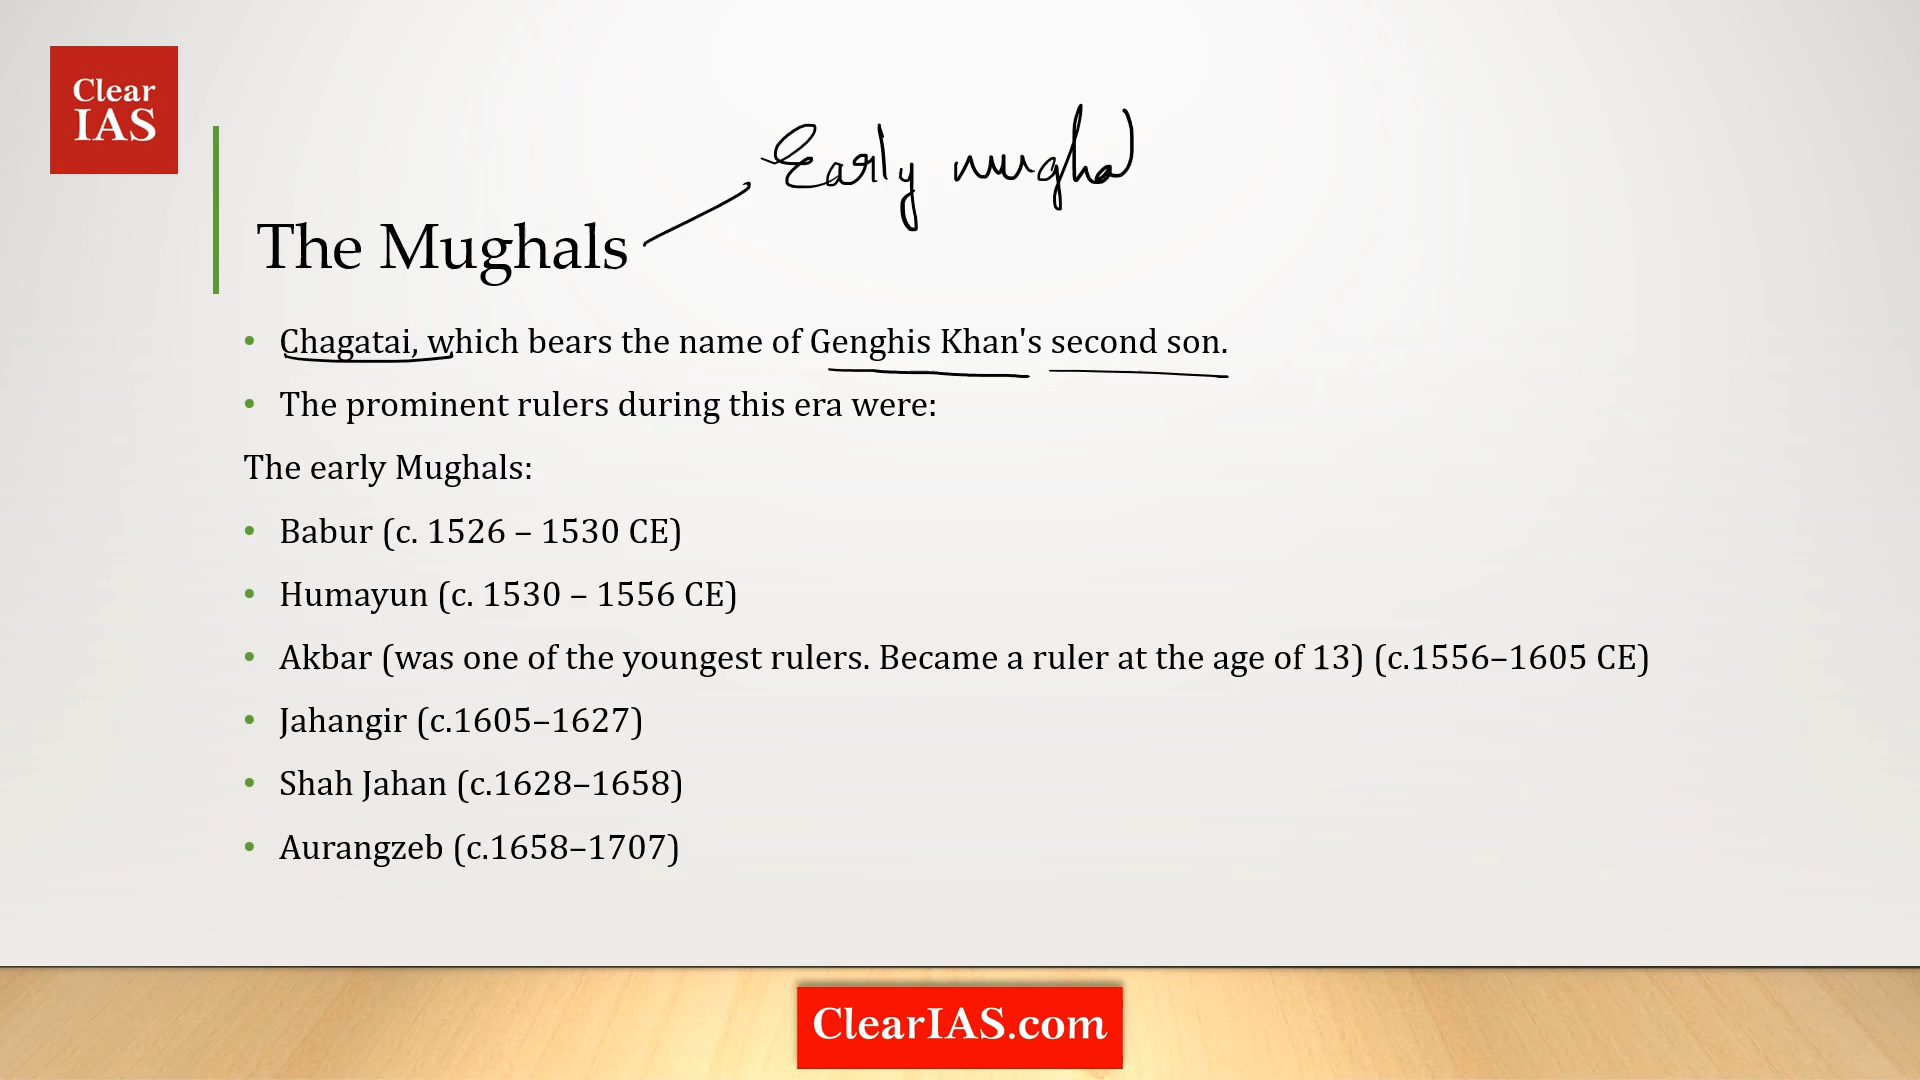 Clear
IAS
Early mughal
The Mughals
• Chagatai, which bears the name of Genghis Khan's second son.
• The prominent rulers during this era were:
The early Mughals:
• Babur (c. 1526 – 1530 CE)
• Humayun (c. 1530 – 1556 CE)
• Akbar (was one of the youngest rulers. Became a ruler at the age of 13) (c.1556–1605 CE)
• Jahangir (c.1605–1627)
• Shah Jahan (c.1628–1658)
• Aurangzeb (c.1658–1707)
ClearIAS.com